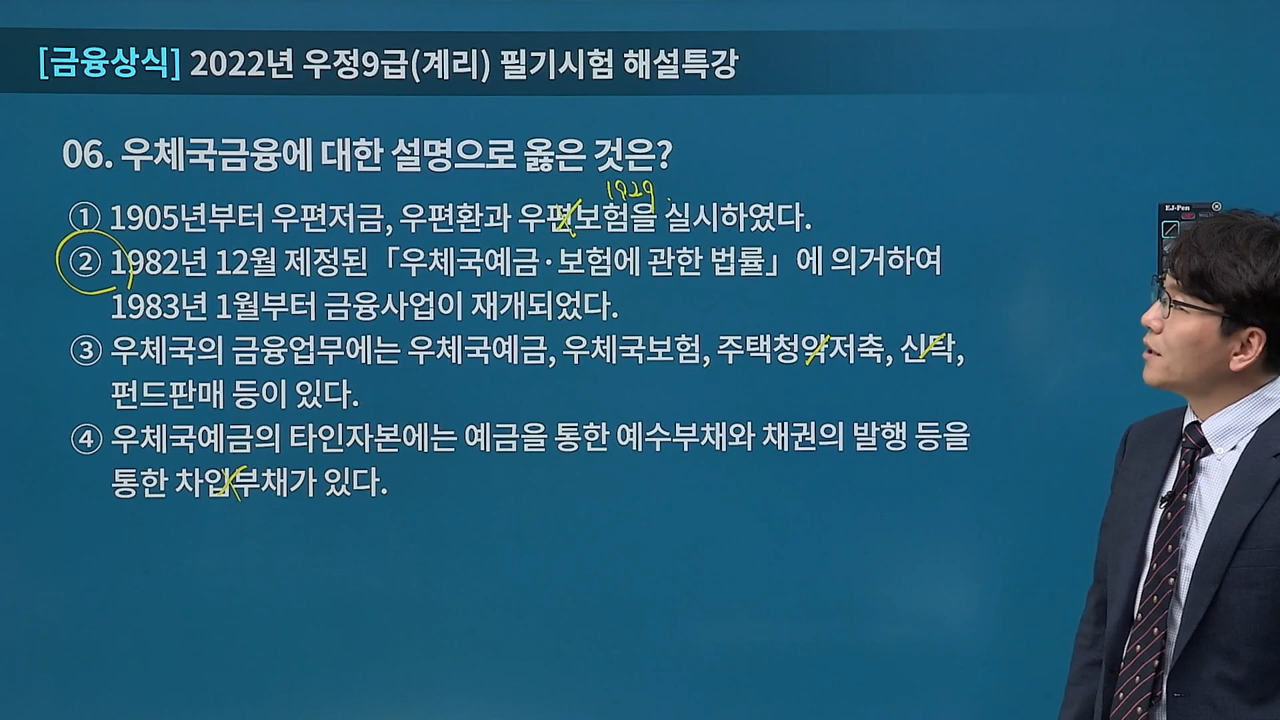 [금융상식] 2022년 우정9급(계리) 필기시험 해설특강
06. 우체국금융에 대한 설명으로 옳은 것은?
1929
① 1905년부터 우편저금, 우편환과 우편보험을 실시하였다.
② 1982년 12월 제정된 「우체국예금·보험에 관한 법률」에 의거하여
1983년 1월부터 금융사업이 재개되었다.
③ 우체국의 금융업무에는 우체국예금, 우체국보험, 주택청약저축, 신탁,
펀드판매 등이 있다.
④ 우체국예금의 타인자본에는 예금을 통한 예수부채와 채권의 발행 등을
통한 차입부채가 있다.
EJ-Pen